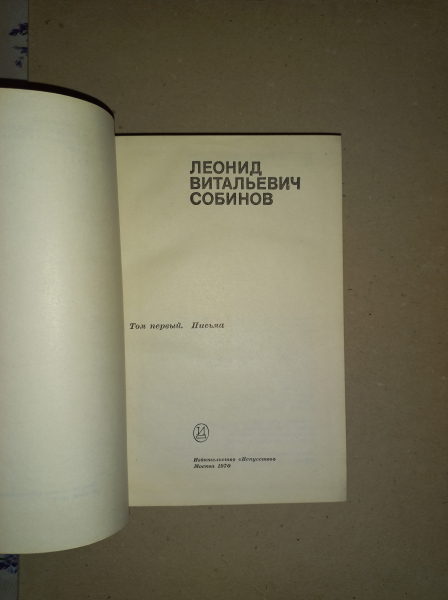 ЛЕОНИД
ВИТАЛЬЕВИЧ
СОБИНОВ
Том первый. Письма
И
Издательство «Искусство»
Москва 1970